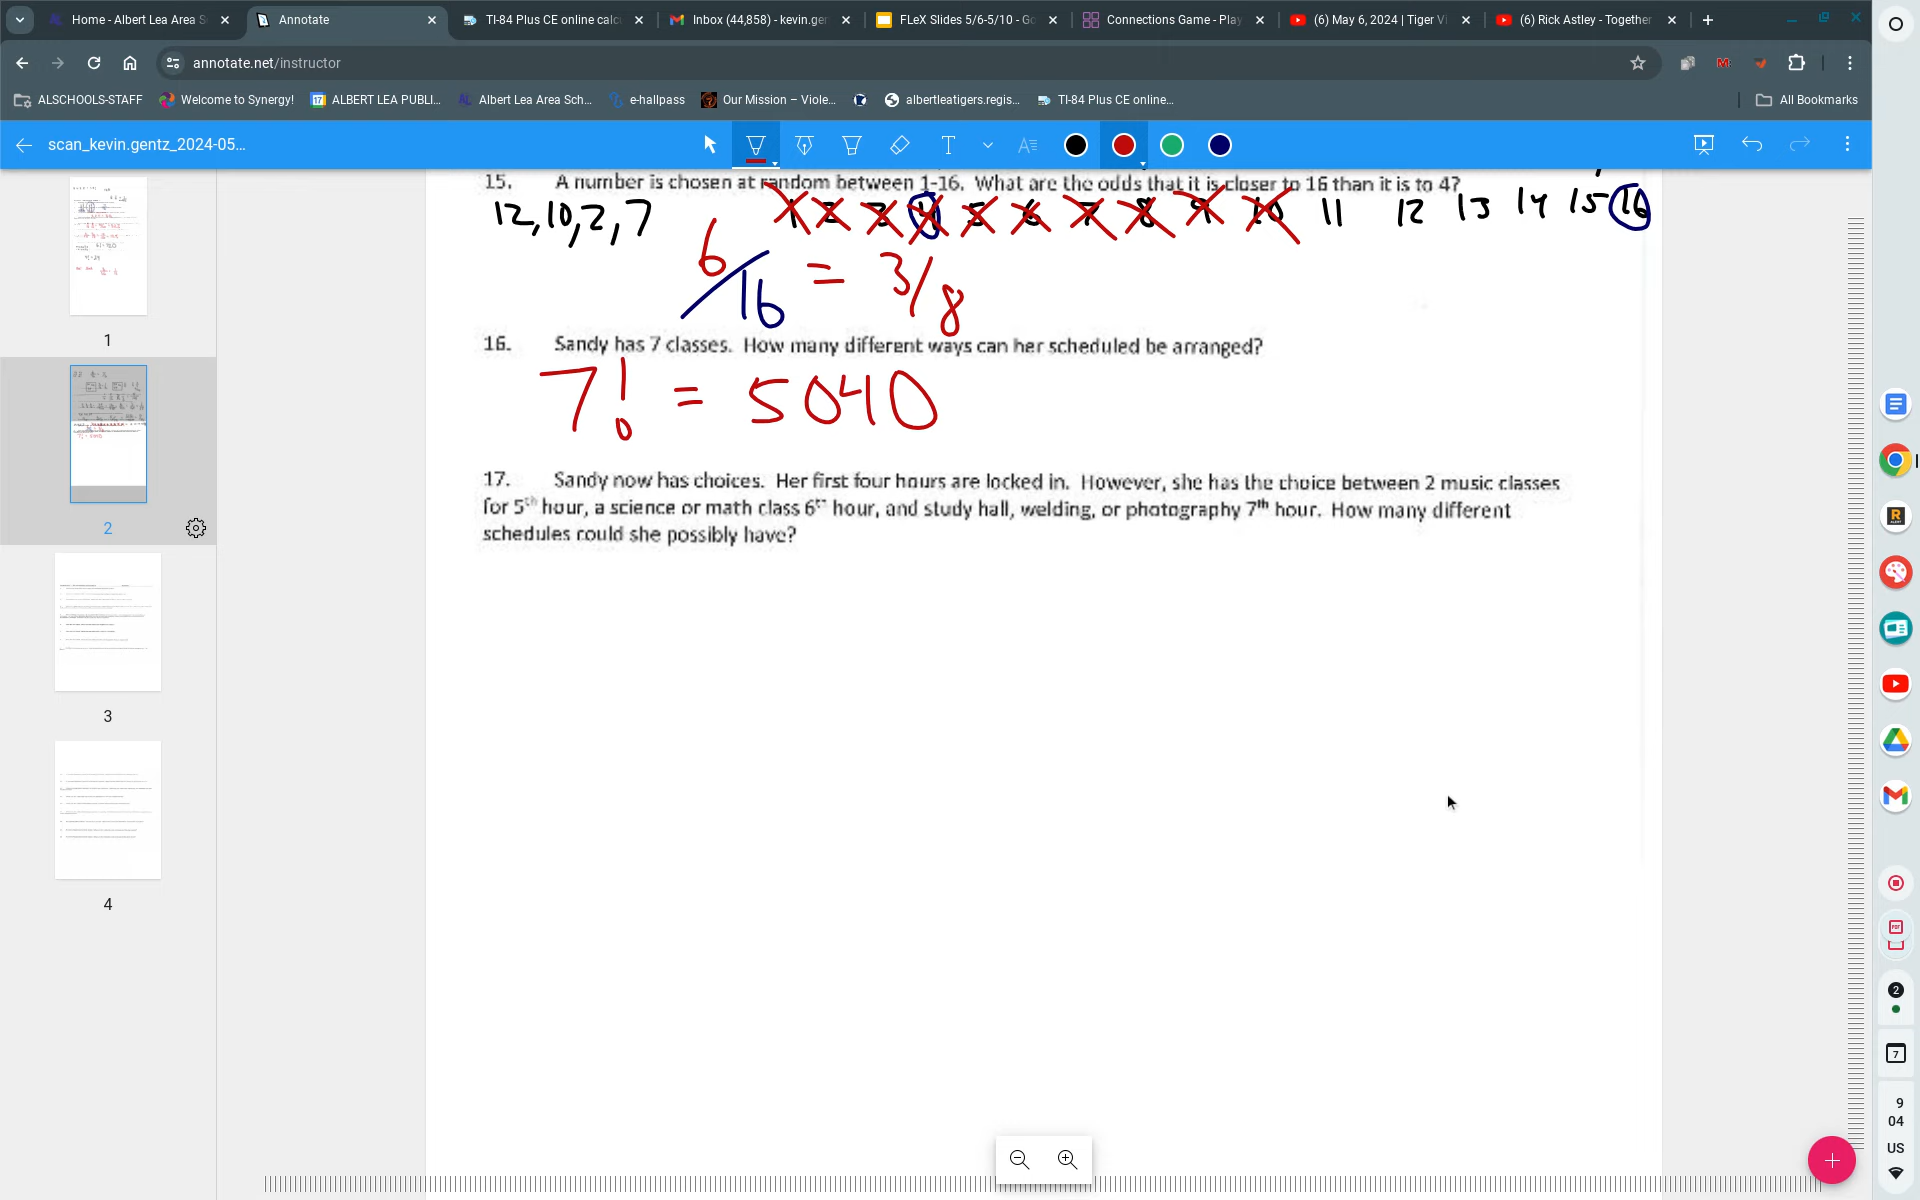 Home - Albert Lea Area S
Annotate
TI-84 Plus CE online calcu
Inbox (44,858) - kevin.ger
FLeX Slides 5/6-5/10 - Go
Connections Game - Play
(6) May 6, 2024 | Tiger Vi
(6) Rick Astley - Together
annotate.net/instructor
ALSCHOOLS-STAFF
Welcome to Synergy!
ALBERT LEA PUBLI...
Albert Lea Area Sch...
e-hallpass
Our Mission – Viole...
albertleatigers.regis...
TI-84 Plus CE online...
All Bookmarks
scan_kevin.gentz_2024-05...
15. A number is chosen at random between 1-16. What are the odds that it is closer to 16 than it is to 4?
12,10,2,7 1 2 3 4 5 6 7 8 9 10 11 12 13 14 15 16
6/16 = 3/8
16. Sandy has 7 classes. How many different ways can her scheduled be arranged?
7! = 5040
17. Sandy now has choices. Her first four hours are locked in. However, she has the choice between 2 music classes
for 5th hour, a science or math class 6th hour, and study hall, welding, or photography 7th hour. How many different
schedules could she possibly have?
1
2
3
4
2
7
9
04
US